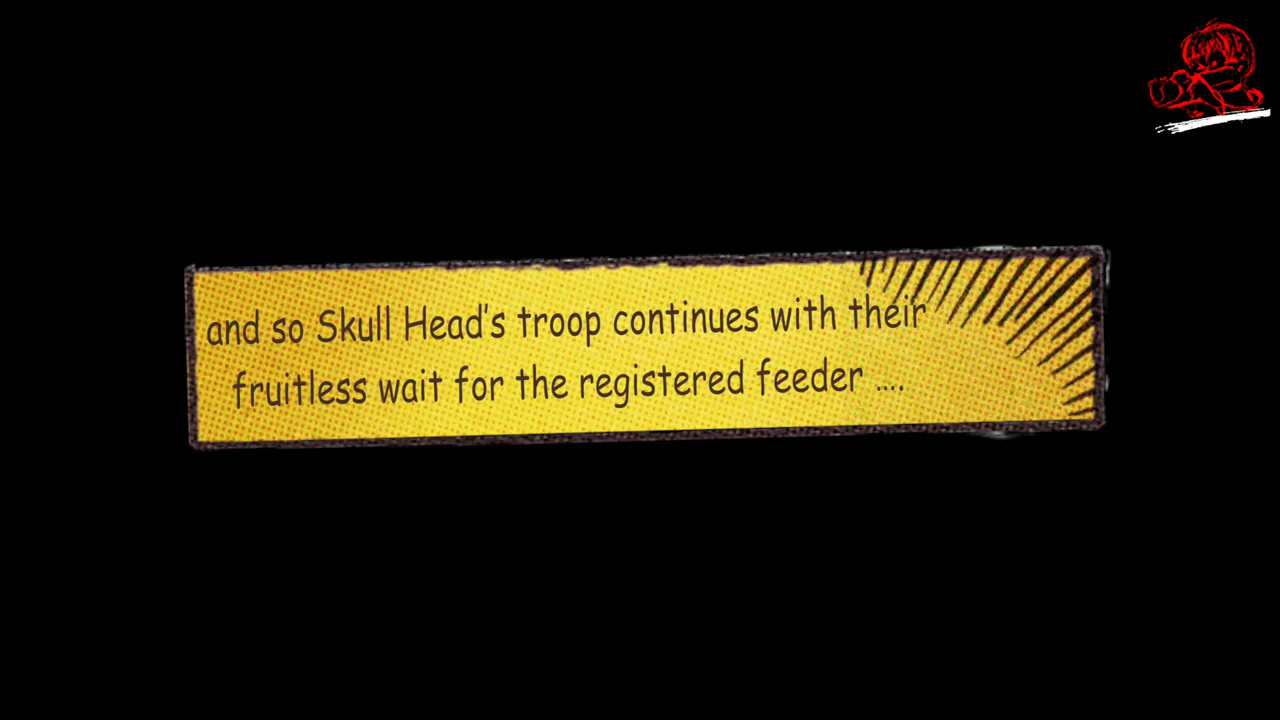 and so Skull Head's troop continues with their
fruitless wait for the registered feeder ....